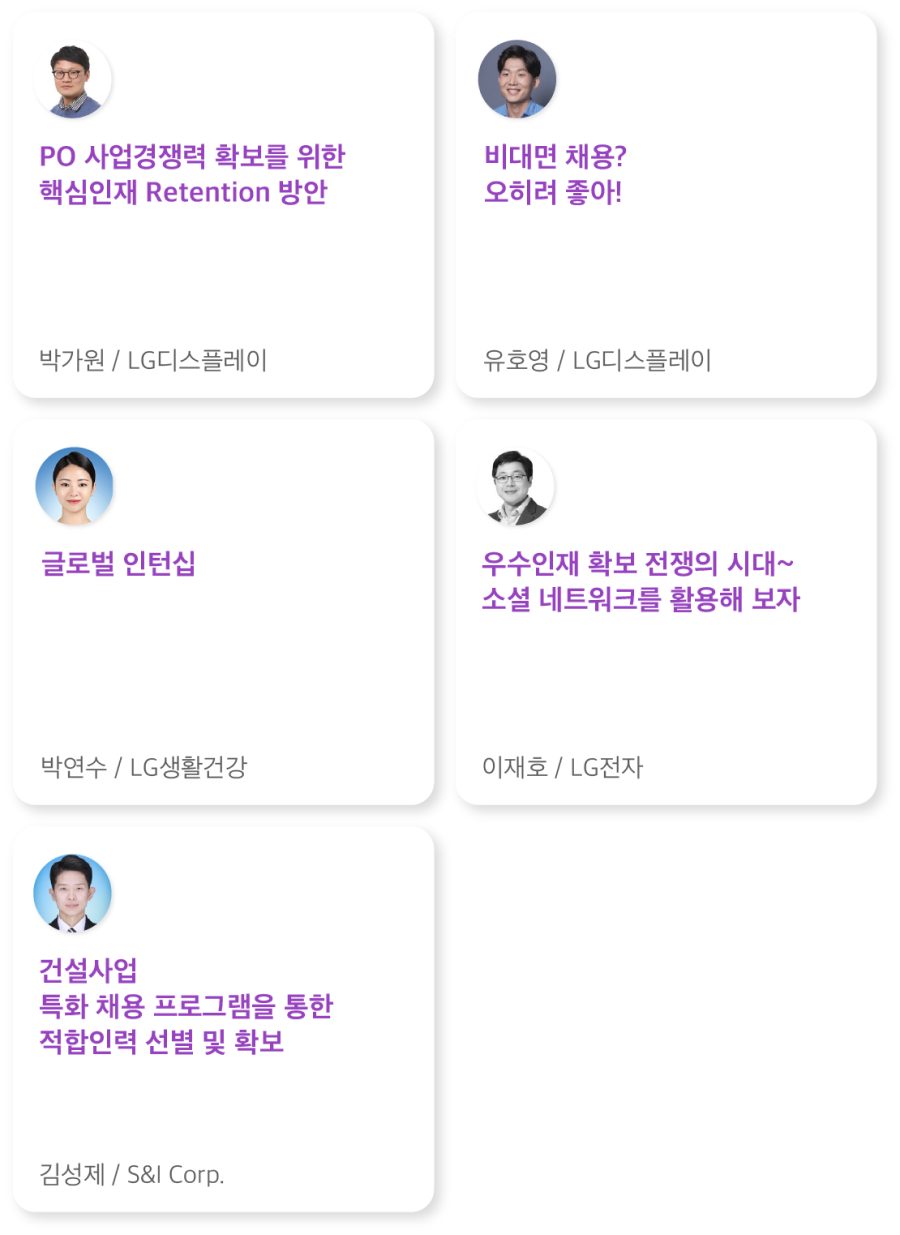 PO 사업경쟁력 확보를 위한
핵심인재 Retention 방안
박가원 / LG디스플레이
비대면 채용?
오히려 좋아!
유호영 / LG디스플레이
글로벌 인턴십
박연수 / LG생활건강
우수인재 확보 전쟁의 시대~
소셜 네트워크를 활용해 보자
이재호 / LG전자
건설사업
특화 채용 프로그램을 통한
적합인력 선별 및 확보
김성제 / S&I Corp.